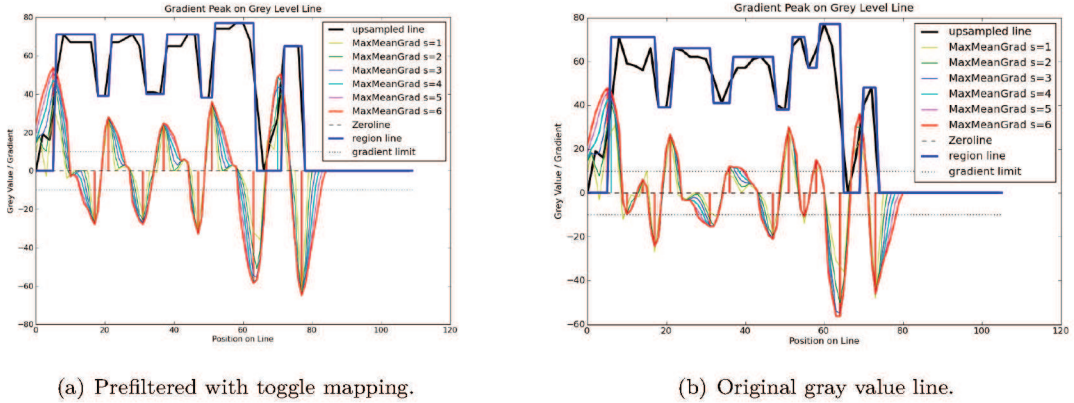 Gradient Peak on Grey Level Line
Grey Value / Gradient
80
60
40
20
0
−20
−40
−60
−80
0
20
40
60
80
100
120
Position on Line
upsampled line
MaxMeanGrad s=1
MaxMeanGrad s=2
MaxMeanGrad s=3
MaxMeanGrad s=4
MaxMeanGrad s=5
MaxMeanGrad s=6
Zeroline
region line
gradient limit
(a) Prefiltered with toggle mapping.
Gradient Peak on Grey Level Line
Grey Value / Gradient
80
60
40
20
0
−20
−40
−60
0
20
40
60
80
100
120
Position on Line
upsampled line
MaxMeanGrad s=1
MaxMeanGrad s=2
MaxMeanGrad s=3
MaxMeanGrad s=4
MaxMeanGrad s=5
MaxMeanGrad s=6
Zeroline
region line
gradient limit
(b) Original gray value line.